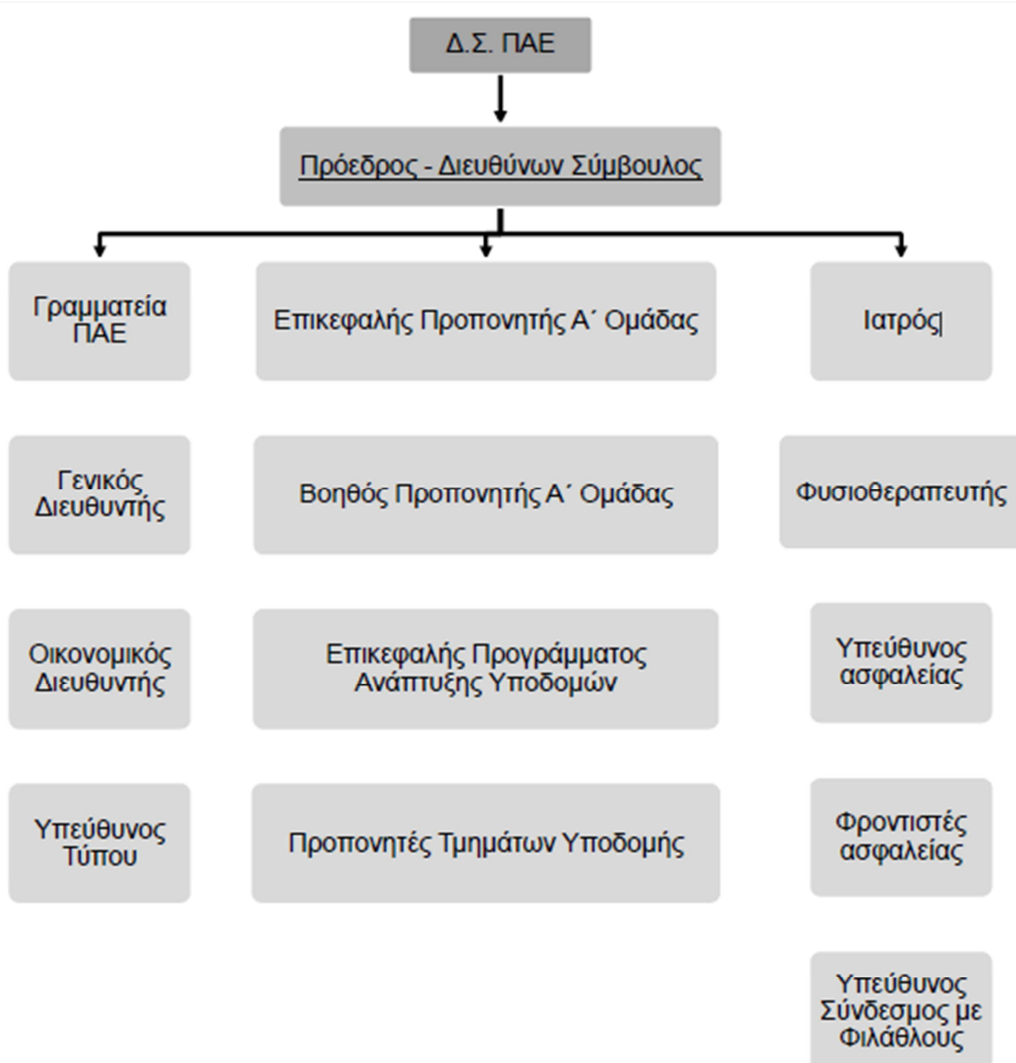 Δ.Σ. ΠΑΕ
Πρόεδρος - Διευθύνων Σύμβουλος
Γραμματεία
ΠΑΕ
Επικεφαλής Προπονητής Α΄ Ομάδας
Ιατρός
Γενικός
Διευθυντής
Βοηθός Προπονητής Α΄ Ομάδας
Φυσιοθεραπευτής
Οικονομικός
Διευθυντής
Επικεφαλής Προγράμματος
Ανάπτυξης Υποδομών
Υπεύθυνος
ασφαλείας
Υπεύθυνος
Τύπου
Προπονητές Τμημάτων Υποδομής
Φροντιστές
ασφαλείας
Υπεύθυνος
Σύνδεσμος με
Φιλάθλους